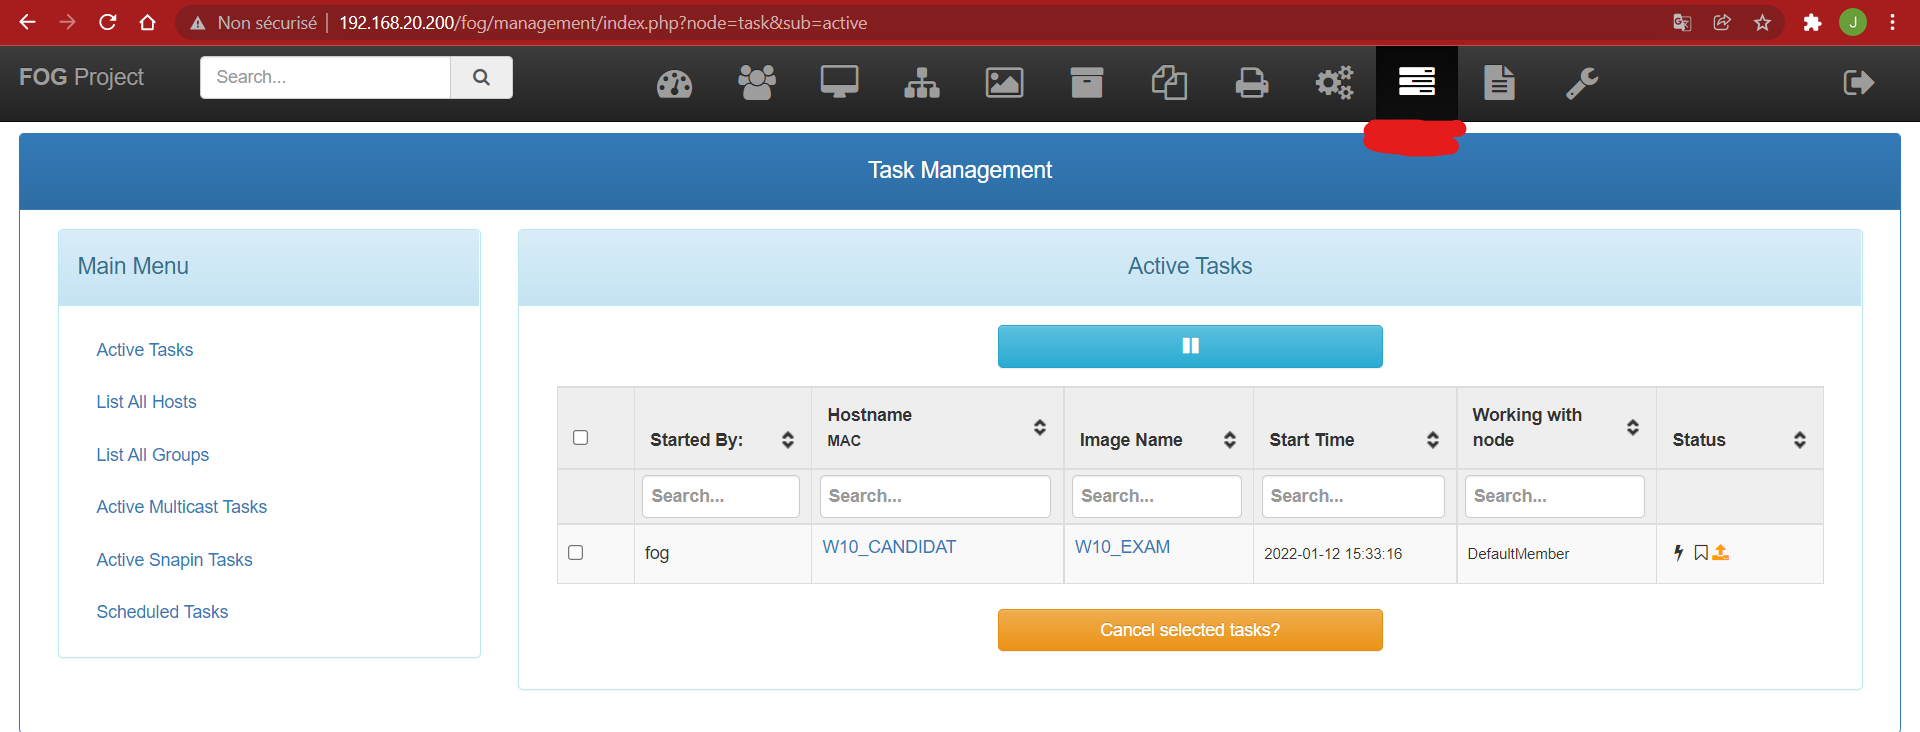 Non sécurisé | 192.168.20.200/fog/management/index.php?node=task&sub=active
J
FOG Project
Search...
Task Management
Main Menu
Active Tasks
List All Hosts
List All Groups
Active Multicast Tasks
Active Snapin Tasks
Scheduled Tasks
Active Tasks
Started By:
Hostname
MAC
Image Name
Start Time
Working with
node
Status
Search... Search... Search... Search... Search...
fog W10_CANDIDAT W10_EXAM 2022-01-12 15:33:16 DefaultMember
Cancel selected tasks?